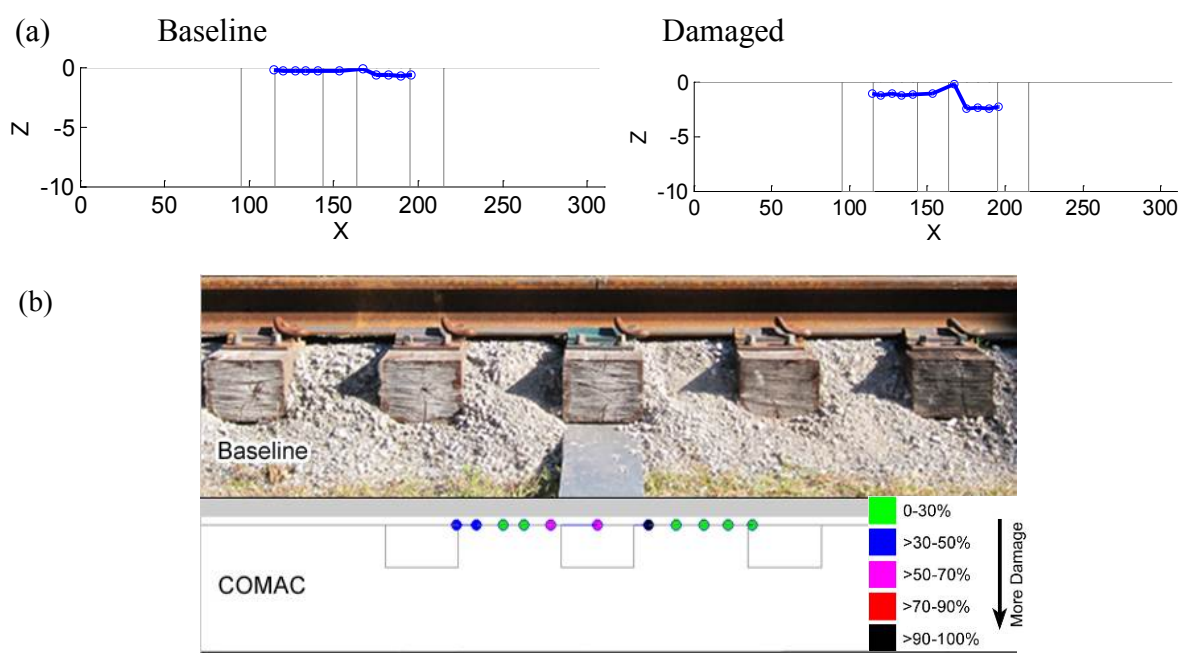 (a)
Baseline
Damaged
0
-5
-10
Z
0 50 100 150 200 250 300
X
0
-5
-10
Z
0 50 100 150 200 250 300
X
(b)
Baseline
COMAC
0-30%
>30-50%
>50-70%
>70-90%
>90-100%
More Damage